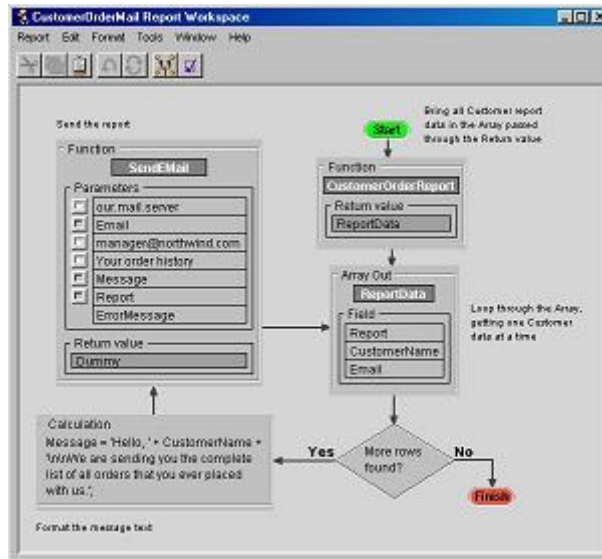 CustomerOrderMail Report Workspace
Report Edit Format Tools Window Help
Send the report
Function
SendEMail
Parameters
our.mail.server
Email
manager@northwind.com
Your order history
Message
Report
ErrorMessage
Return value
Dummy
Calculation
Message = 'Hello, ' + CustomerName +
'\n\nWe are sending you the complete
list of all orders that you ever placed
with us.';
Format the message text
Start
Bring all Customer report
data in the Array passed
through the Return value
Function
CustomerOrderReport
Return value
ReportData
Array Out
ReportData
Field
Report
CustomerName
Email
Loop through the Array,
getting one Customer
data at a time
More rows
found?
Yes
No
Finish